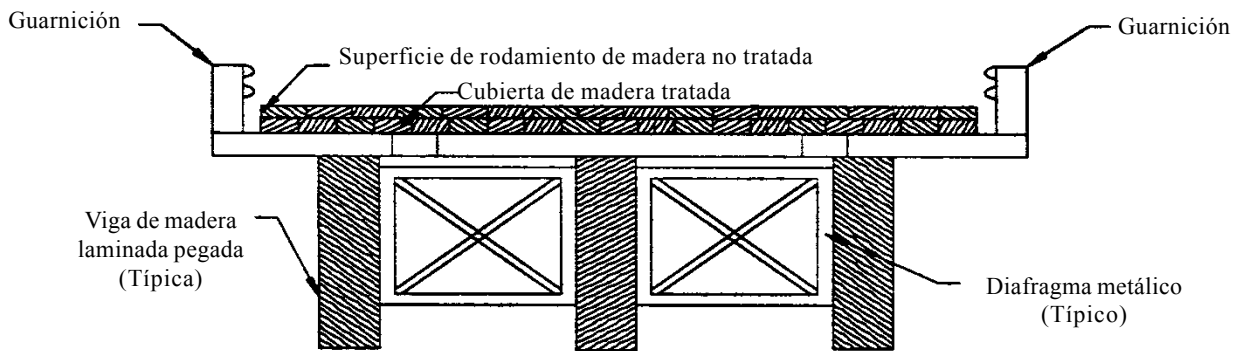 Guarnición
Guarnición
Superficie de rodamiento de madera no tratada
Cubierta de madera tratada
Viga de madera
laminada pegada
(Típica)
Diafragma metálico
(Típico)